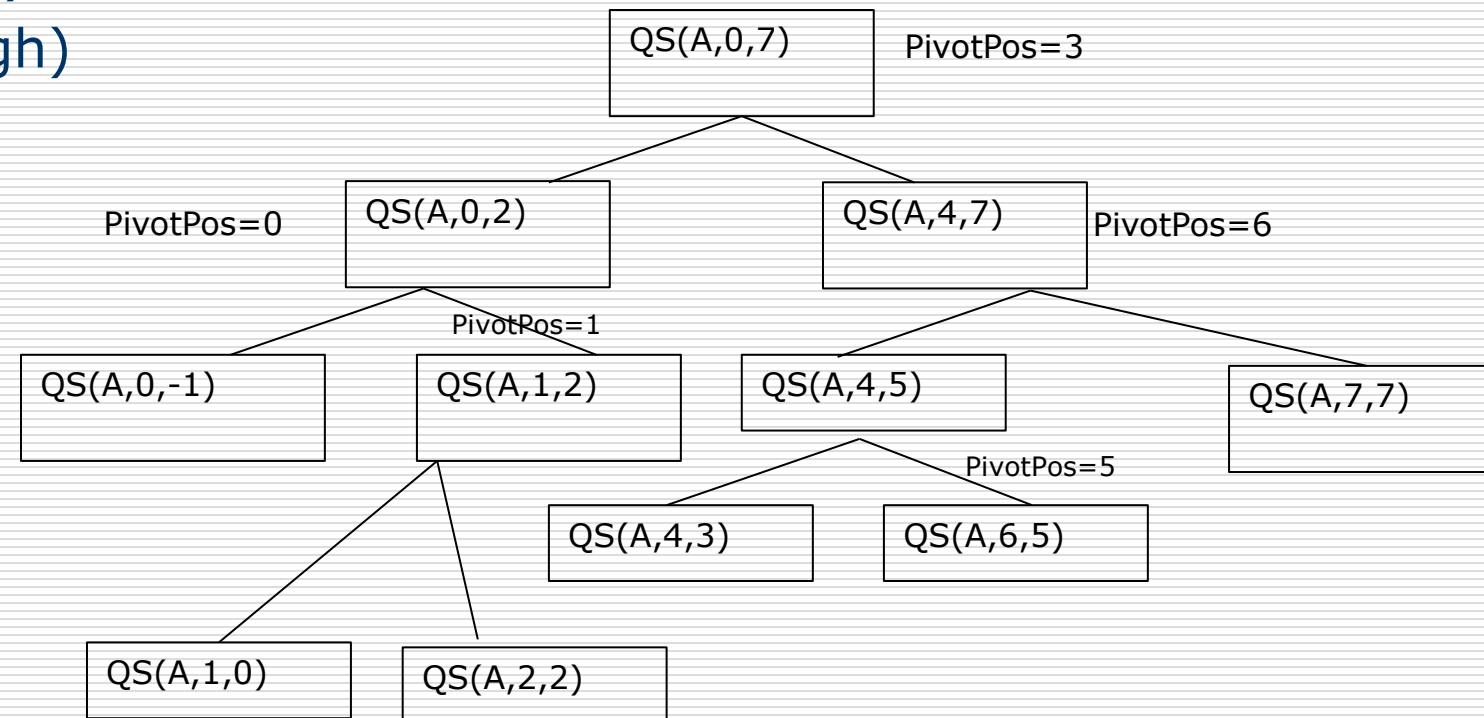 gh)
QS(A,0,7)
PivotPos=3
PivotPos=0
QS(A,0,2)
QS(A,4,7)
PivotPos=6
PivotPos=1
QS(A,0,-1)
QS(A,1,2)
QS(A,4,5)
QS(A,7,7)
PivotPos=5
QS(A,4,3)
QS(A,6,5)
QS(A,1,0)
QS(A,2,2)